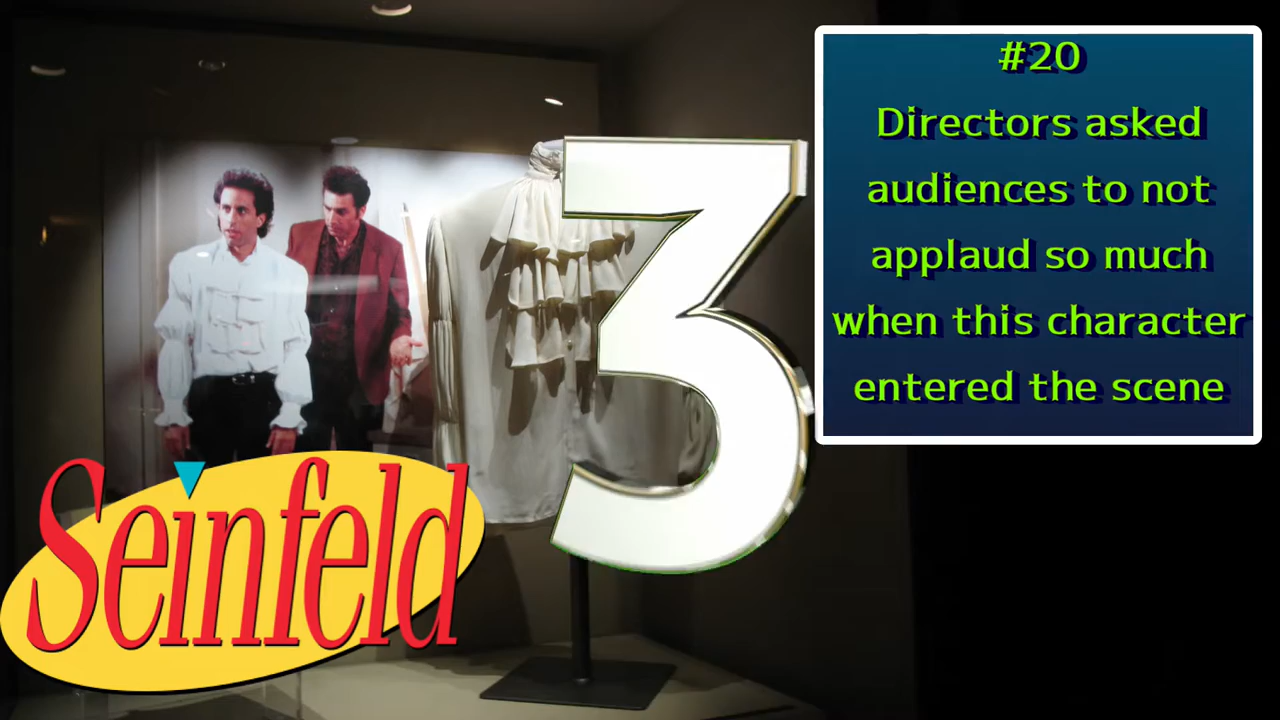 #20
Directors asked
audiences to not
applaud so much
when this character
entered the scene
3
Seinfeld